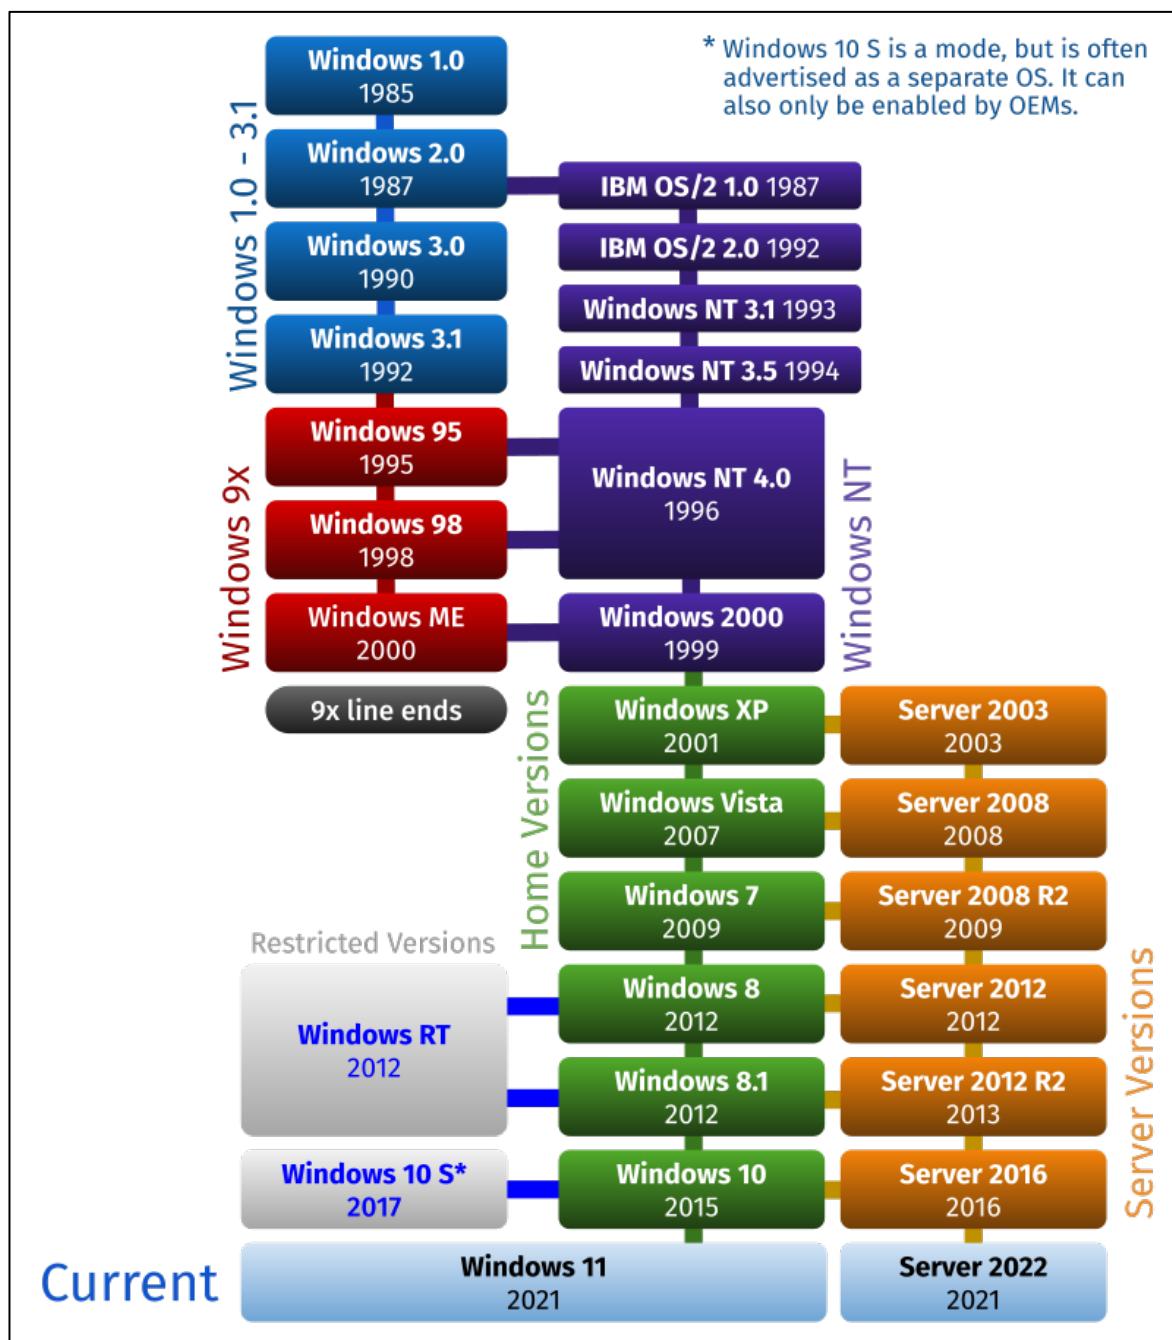 * Windows 10 S is a mode, but is often
advertised as a separate OS. It can
also only be enabled by OEMs.
Windows 1.0 - 3.1
Windows 1.0
1985
Windows 2.0
1987
Windows 3.0
1990
Windows 3.1
1992
IBM OS/2 1.0 1987
IBM OS/2 2.0 1992
Windows NT 3.1 1993
Windows NT 3.5 1994
Windows 9x
Windows 95
1995
Windows 98
1998
Windows ME
2000
9x line ends
Windows NT 4.0
1996
Windows 2000
1999
Windows NT
Home Versions
Windows XP
2001
Windows Vista
2007
Windows 7
2009
Windows 8
2012
Windows 8.1
2012
Windows 10
2015
Server 2003
2003
Server 2008
2008
Server 2008 R2
2009
Server 2012
2012
Server 2012 R2
2013
Server 2016
2016
Server Versions
Restricted Versions
Windows RT
2012
Windows 10 S*
2017
Current
Windows 11
2021
Server 2022
2021